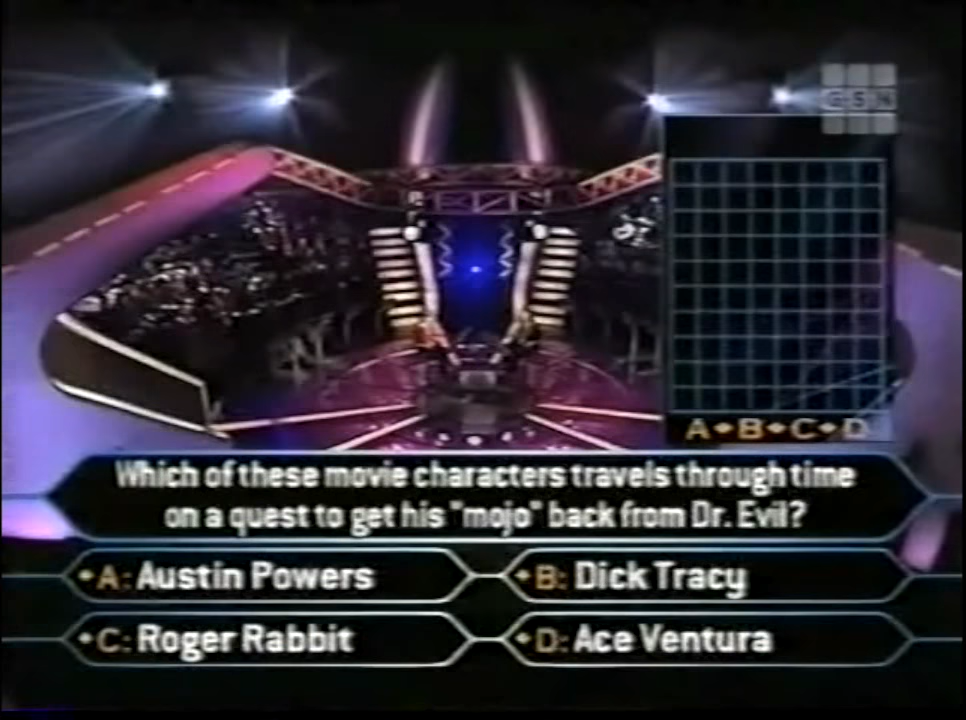 GSN
A◆B◆C◆D
Which of these movie characters travels through time
on a quest to get his "mojo" back from Dr. Evil?
◆A: Austin Powers
◆B: Dick Tracy
◆C: Roger Rabbit
◆D: Ace Ventura